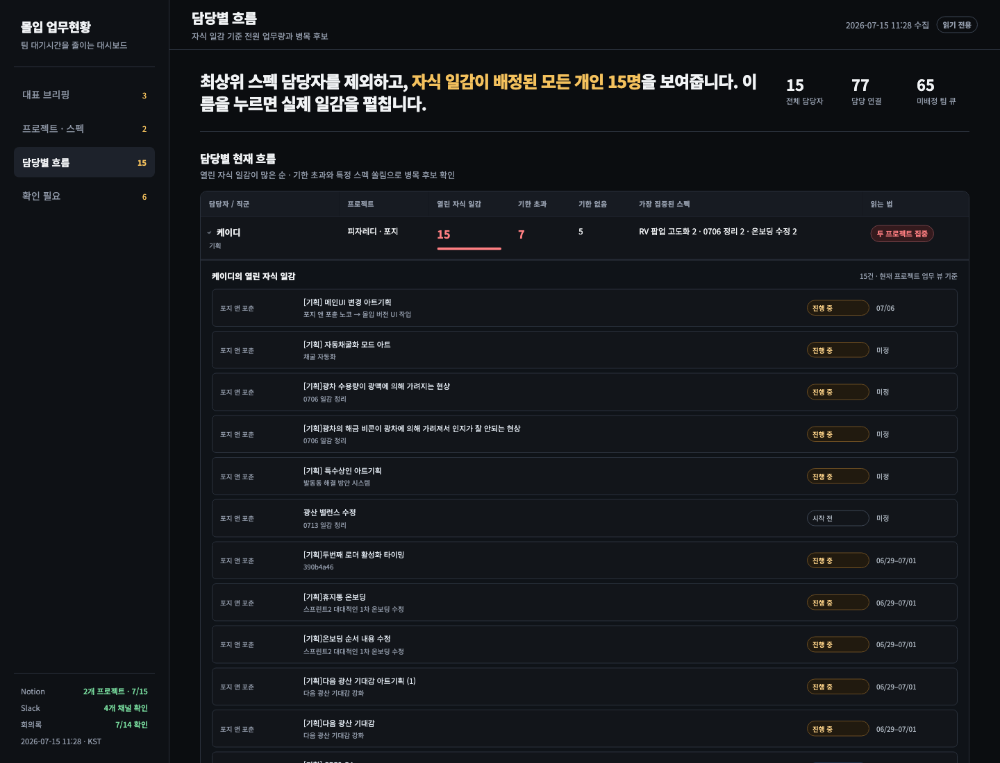 몰입 업무현황
팀 대기시간을 줄이는 대시보드
대표 브리핑 3
프로젝트 · 스펙 2
담당별 흐름 15
확인 필요 6
Notion 2개 프로젝트 · 7/15
Slack 4개 채널 확인
회의록 7/14 확인
2026-07-15 11:28 · KST
담당별 흐름
자식 일감 기준 전원 업무량과 병목 후보
2026-07-15 11:28 수집 읽기 전용
최상위 스펙 담당자를 제외하고, 자식 일감이 배정된 모든 개인 15명을 보여줍니다. 이
름을 누르면 실제 일감을 펼칩니다.
15 77 65
전체 담당자 담당 연결 미배정 팀 큐
담당별 현재 흐름
열린 자식 일감이 많은 순 · 기한 초과와 특정 스펙 쏠림으로 병목 후보 확인
담당자 / 직군 프로젝트 열린 자식 일감 기한 초과 기한 없음 가장 집중된 스펙 읽는 법
케이디 피자레디 · 포지 15 7 5 RV 팝업 고도화 2 · 0706 정리 2 · 온보딩 수정 2 두 프로젝트 집중
기획
케이디의 열린 자식 일감 15건 · 현재 프로젝트 업무 뷰 기준
포지 앤 포춘 [기획] 메인UI 변경 아트기획 진행 중 07/06
포지 앤 포춘 노코 → 몰입 버전 UI 작업
포지 앤 포춘 [기획] 자동채굴화 모드 아트 진행 중 미정
채굴 자동화
포지 앤 포춘 [기획]광차 수용량이 광맥에 의해 가려지는 현상 진행 중 미정
0706 일감 정리
포지 앤 포춘 [기획]광차의 해금 비콘이 광차에 의해 가려져서 인지가 잘 안되는 현상 진행 중 미정
0706 일감 정리
포지 앤 포춘 [기획] 특수상인 아트기획 진행 중 미정
발동동 해결 방안 시스템
포지 앤 포춘 광산 밸런스 수정 시작 전 미정
0713 일감 정리
포지 앤 포춘 [기획]두번째 로더 활성화 타이밍 진행 중 06/29–07/01
390b4a46
포지 앤 포춘 [기획]휴지통 온보딩 진행 중 06/29–07/01
스프린트2 대대적인 1차 온보딩 수정
포지 앤 포춘 [기획]온보딩 순서 내용 수정 진행 중 06/29–07/01
스프린트2 대대적인 1차 온보딩 수정
포지 앤 포춘 [기획]다음 광산 기대감 아트기획 (1) 진행 중 06/29–07/01
다음 광산 기대감 강화
포지 앤 포춘 [기획]다음 광산 기대감 진행 중 06/29–07/01
다음 광산 기대감 강화